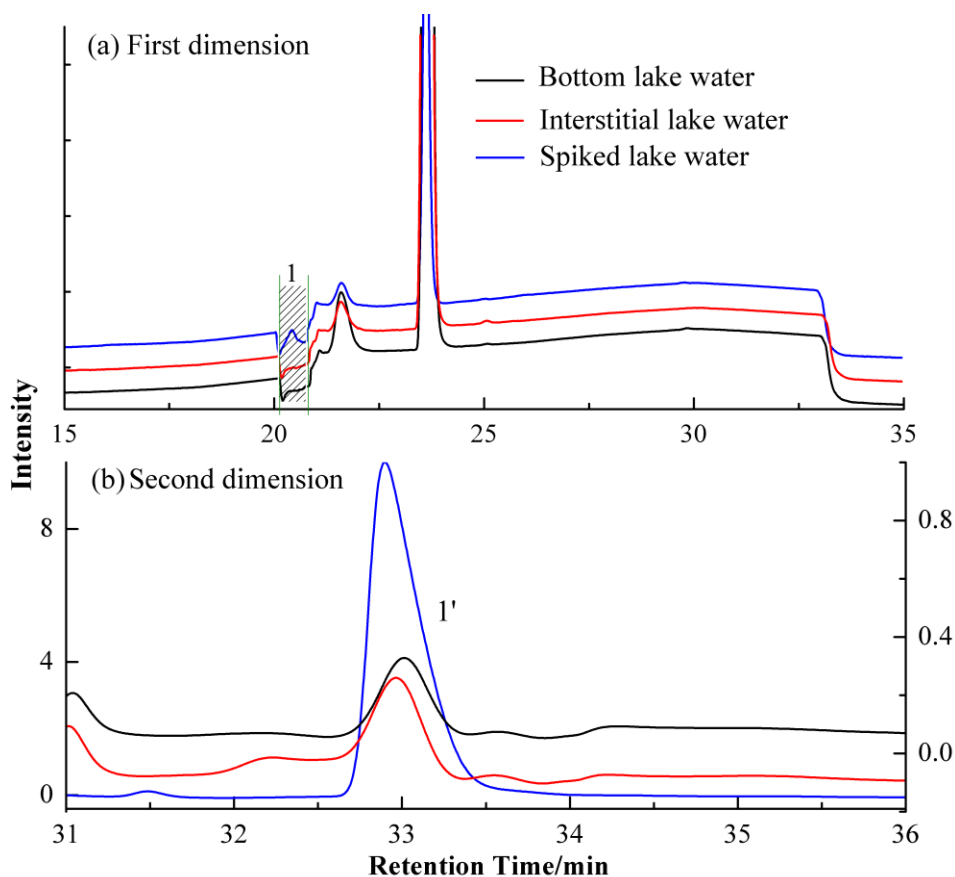 (a) First dimension
Bottom lake water
Interstitial lake water
Spiked lake water
1
15 20 25 30 35
Intensity
(b) Second dimension
8
4
0
0.8
0.4
0.0
1'
31 32 33 34 35 36
Retention Time/min